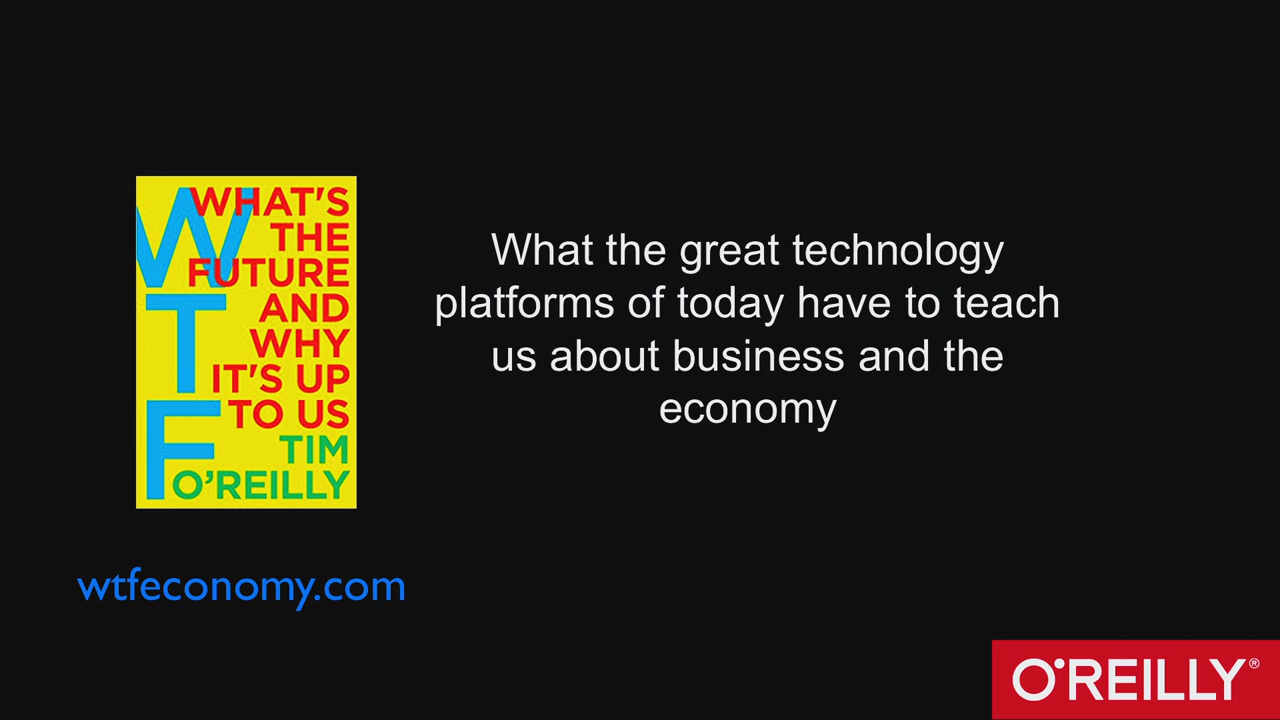 WTF
WHAT'S
THE
FUTURE
AND
WHY
IT'S UP
TO US
TIM
O'REILLY
What the great technology
platforms of today have to teach
us about business and the
economy
wtfeconomy.com
O'REILLY®